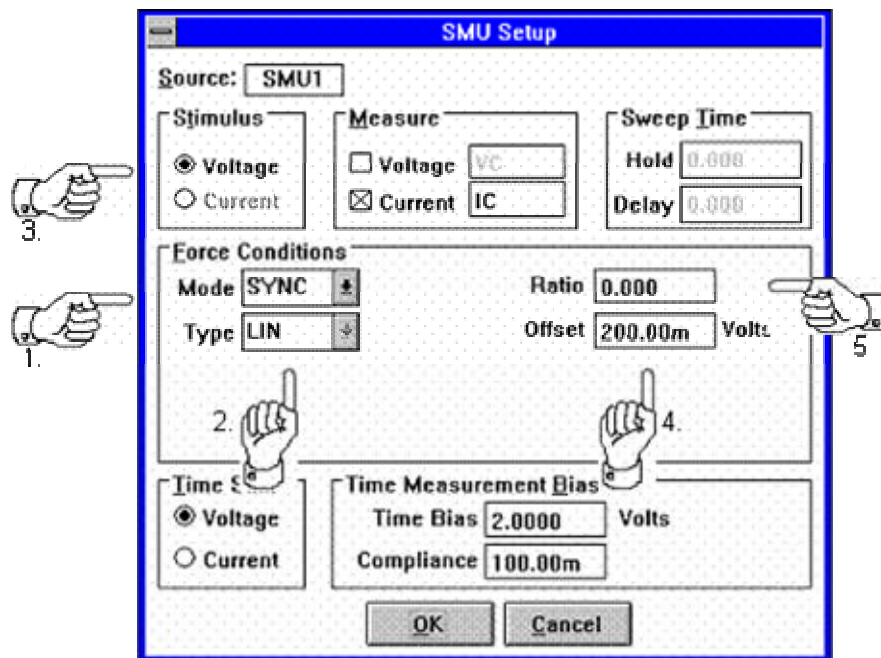 SMU Setup
Source: SMU1
Stimulus
Voltage
Current
Measure
Voltage VC
Current IC
Sweep Time
Hold 0.000
Delay 0.000
3.
Force Conditions
Mode SYNC
Type LIN
Ratio 0.000
Offset 200.00m Volts
1.
5
2.
4.
Time
Voltage
Current
Time Measurement Bias
Time Bias 2.0000 Volts
Compliance 100.00m
OK
Cancel